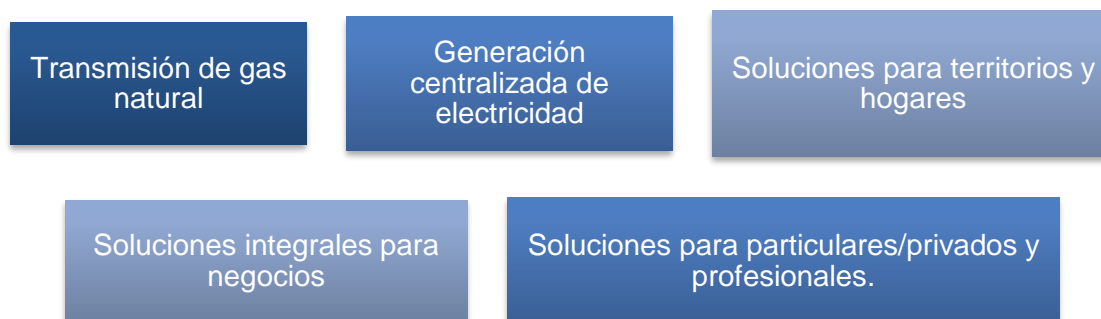 Transmisión de gas
natural
Generación
centralizada de
electricidad
Soluciones para territorios y
hogares
Soluciones integrales para
negocios
Soluciones para particulares/privados y
profesionales.